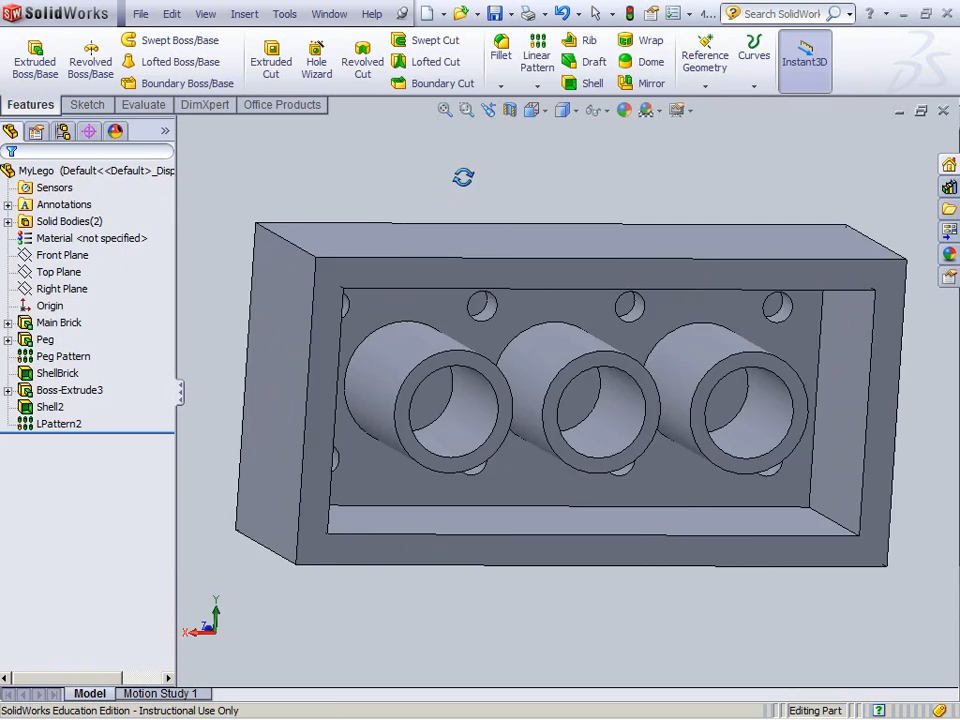 SolidWorks File Edit View Insert Tools Window Help 4... Search SolidWork
Extruded Boss/Base Revolved Boss/Base Swept Boss/Base Lofted Boss/Base Boundary Boss/Base Extruded Cut Hole Wizard Revolved Cut Swept Cut Lofted Cut Boundary Cut Fillet Linear Pattern Rib Draft Shell Wrap Dome Mirror Reference Geometry Curves Instant3D
Features Sketch Evaluate DimXpert Office Products
MyLego (Default<<Default>_Disp
Sensors
Annotations
Solid Bodies(2)
Material <not specified>
Front Plane
Top Plane
Right Plane
Origin
Main Brick
Peg
Peg Pattern
ShellBrick
Boss-Extrude3
Shell2
LPattern2
Y
X Z
Model Motion Study 1
SolidWorks Education Edition - Instructional Use Only Editing Part